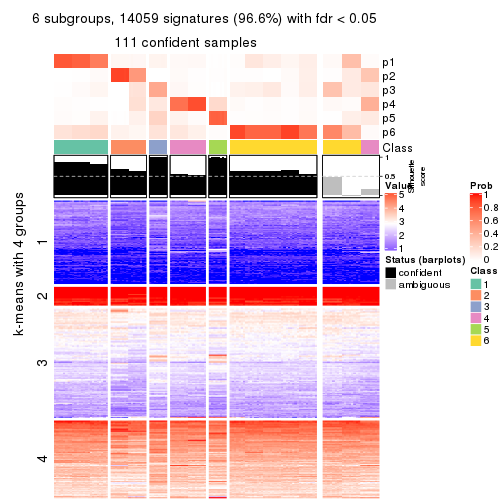 6 subgroups, 14059 signatures (96.6%) with fdr < 0.05
111 confident samples
p1
p2
p3
p4
p5
p6
Class
1
0.5
0
Silhouette
score
k-means with 4 groups
1
2
3
4
Value
5
4
3
2
1
Status (barplots)
confident
ambiguous
Prob
1
0.8
0.6
0.4
0.2
0
Class
1
2
3
4
5
6